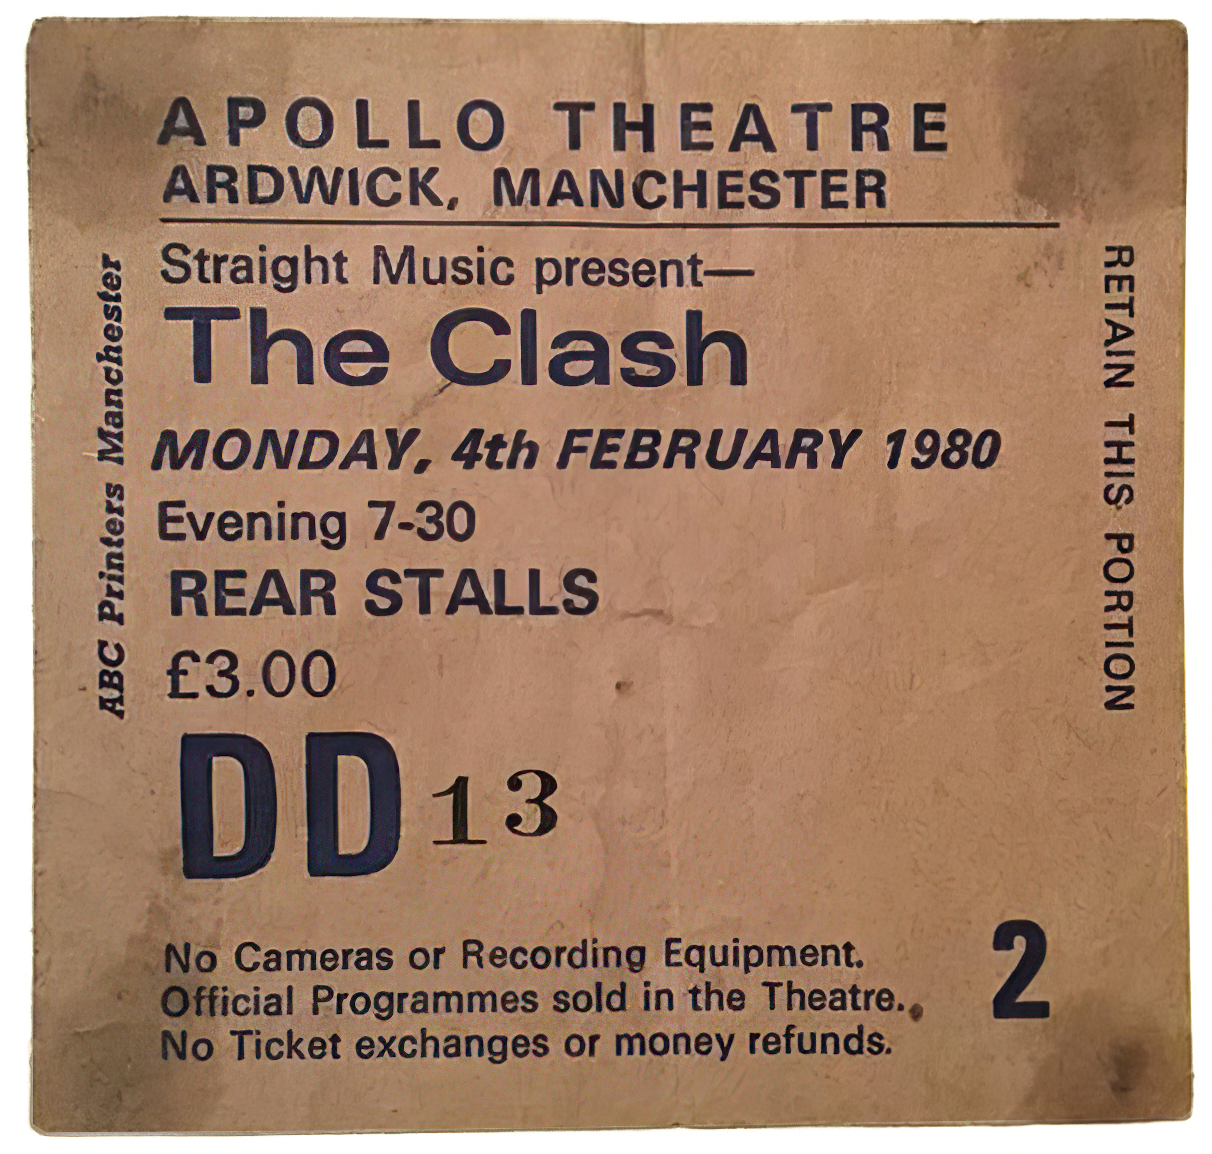 APOLLO THEATRE
ARDWICK, MANCHESTER
Straight Music present—
The Clash
MONDAY, 4th FEBRUARY 1980
Evening 7-30
REAR STALLS
£3.00
DD 13
No Cameras or Recording Equipment.
Official Programmes sold in the Theatre.
No Ticket exchanges or money refunds.
2
ABC Printers Manchester
RETAIN THIS PORTION